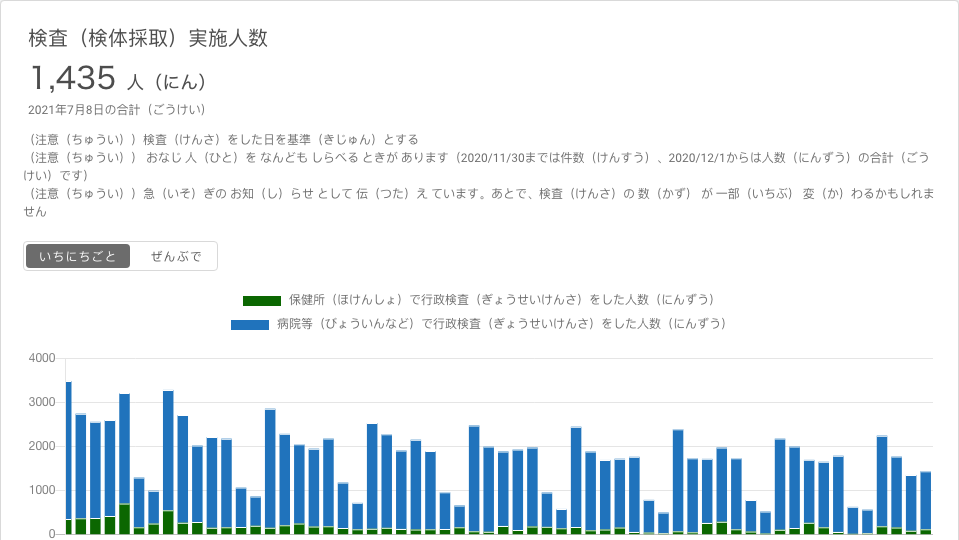 検査（検体採取）実施人数
1,435 人（にん）
2021年7月8日の合計（ごうけい）
（注意（ちゅうい））検査（けんさ）をした日を基準（きじゅん）とする
（注意（ちゅうい）） おなじ 人（ひと）を なんども しらべる ときが あります（2020/11/30までは件数（けんすう）、2020/12/1からは人数（にんずう）の合計（ごう
けい）です）
（注意（ちゅうい））急（いそ）ぎの お知（し）らせ として 伝（つた）え ています。あとで、検査（けんさ）の 数（かず） が 一部（いちぶ） 変（か）わるかもしれま
せん
いちにちごと ぜんぶで
保健所（ほけんしょ）で行政検査（ぎょうせいけんさ）をした人数（にんずう）
病院等（びょういんなど）で行政検査（ぎょうせいけんさ）をした人数（にんずう）
4000
3000
2000
1000
0